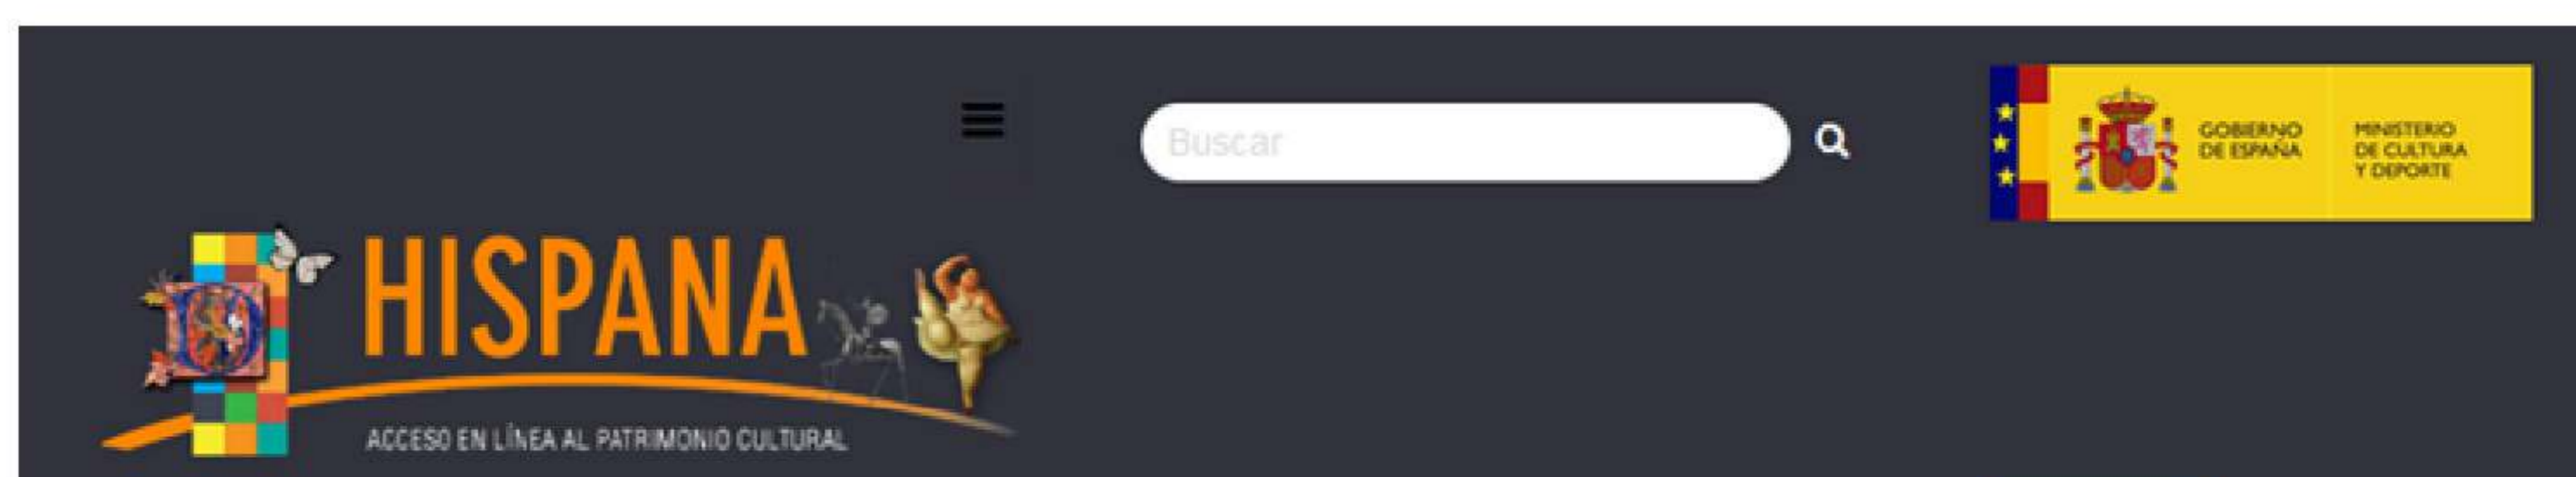 Buscar
GOBIERNO
DE ESPAÑA
MINISTERIO
DE CULTURA
Y DEPORTE
HISPANA
ACCESO EN LÍNEA AL PATRIMONIO CULTURAL